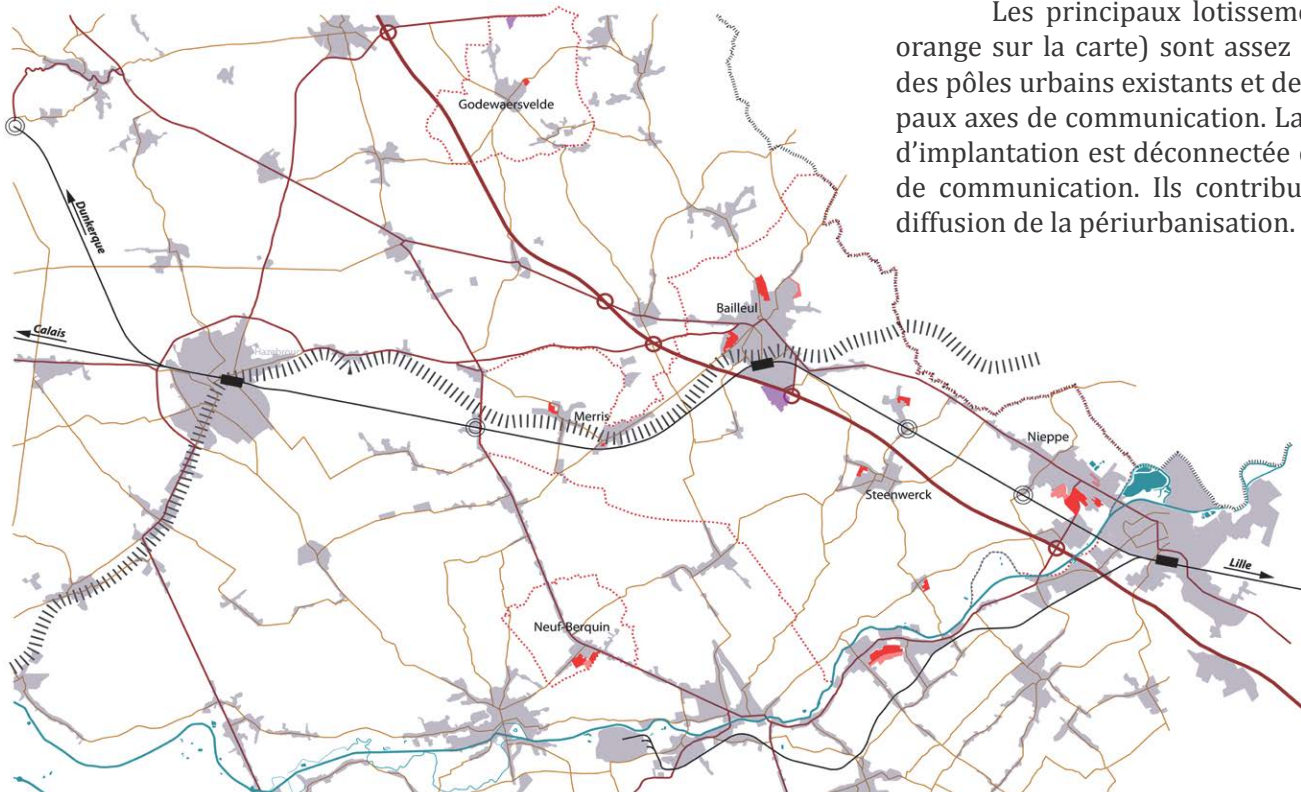 Les principaux lotisseme
orange sur la carte) sont assez
des pôles urbains existants et de
paux axes de communication. La
d’implantation est déconnectée
de communication. Ils contribu
diffusion de la périurbanisation.
Godewaersvelde
Dunkerque
Bailleul
Calais
Merris
Nieppe
Steenwerck
Lille
Neuf-Berquin